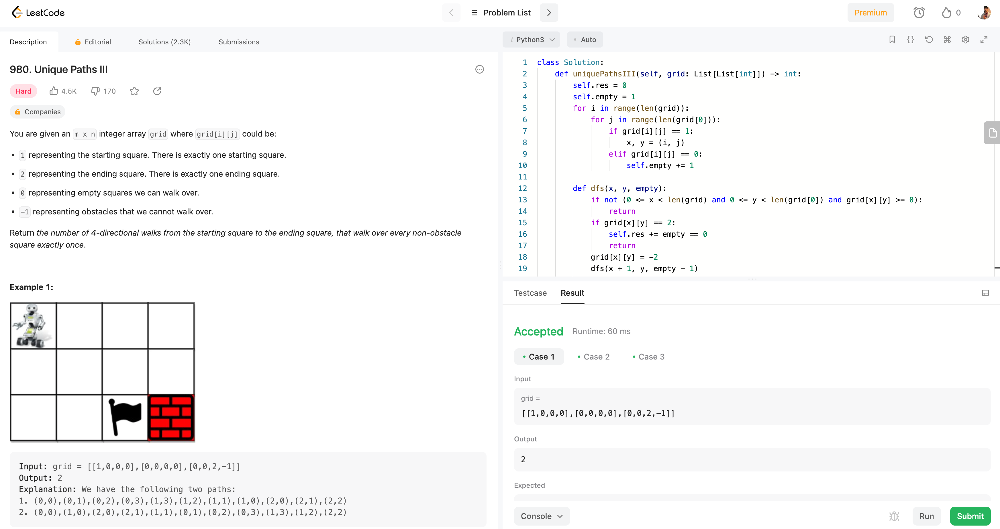 LeetCode
Problem List
Premium
0
Description
Editorial
Solutions (2.3K)
Submissions
980. Unique Paths III
Hard
4.5K
170
Companies
You are given an m x n integer array grid where grid[i][j] could be:
• 1 representing the starting square. There is exactly one starting square.
• 2 representing the ending square. There is exactly one ending square.
• 0 representing empty squares we can walk over.
• -1 representing obstacles that we cannot walk over.
Return the number of 4-directional walks from the starting square to the ending square, that walk over every non-obstacle
square exactly once.
Example 1:
Input: grid = [[1,0,0,0],[0,0,0,0],[0,0,2,-1]]
Output: 2
Explanation: We have the following two paths:
1. (0,0),(0,1),(0,2),(0,3),(1,3),(1,2),(1,1),(1,0),(2,0),(2,1),(2,2)
2. (0,0),(1,0),(2,0),(2,1),(1,1),(0,1),(0,2),(0,3),(1,3),(1,2),(2,2)
i Python3
• Auto
{}
1 class Solution:
2     def uniquePathsIII(self, grid: List[List[int]]) -> int:
3         self.res = 0
4         self.empty = 1
5         for i in range(len(grid)):
6             for j in range(len(grid[0])):
7                 if grid[i][j] == 1:
8                     x, y = (i, j)
9                 elif grid[i][j] == 0:
10                     self.empty += 1
11
12         def dfs(x, y, empty):
13             if not (0 <= x < len(grid) and 0 <= y < len(grid[0]) and grid[x][y] >= 0):
14                 return
15             if grid[x][y] == 2:
16                 self.res += empty == 0
17                 return
18             grid[x][y] = -2
19             dfs(x + 1, y, empty - 1)
Testcase
Result
Accepted
Runtime: 60 ms
• Case 1
• Case 2
• Case 3
Input
grid =
[[1,0,0,0],[0,0,0,0],[0,0,2,-1]]
Output
2
Expected
Console
Run
Submit